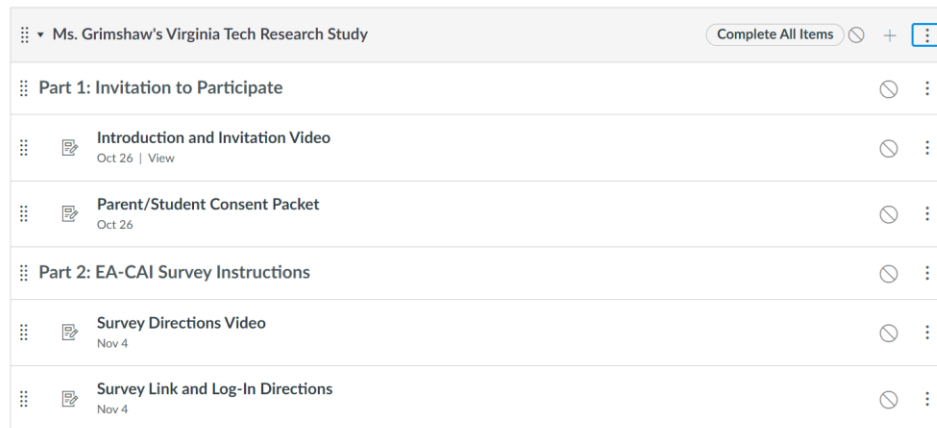 Ms. Grimshaw's Virginia Tech Research Study
Complete All Items
Part 1: Invitation to Participate
Introduction and Invitation Video
Oct 26 | View
Parent/Student Consent Packet
Oct 26
Part 2: EA-CAI Survey Instructions
Survey Directions Video
Nov 4
Survey Link and Log-In Directions
Nov 4